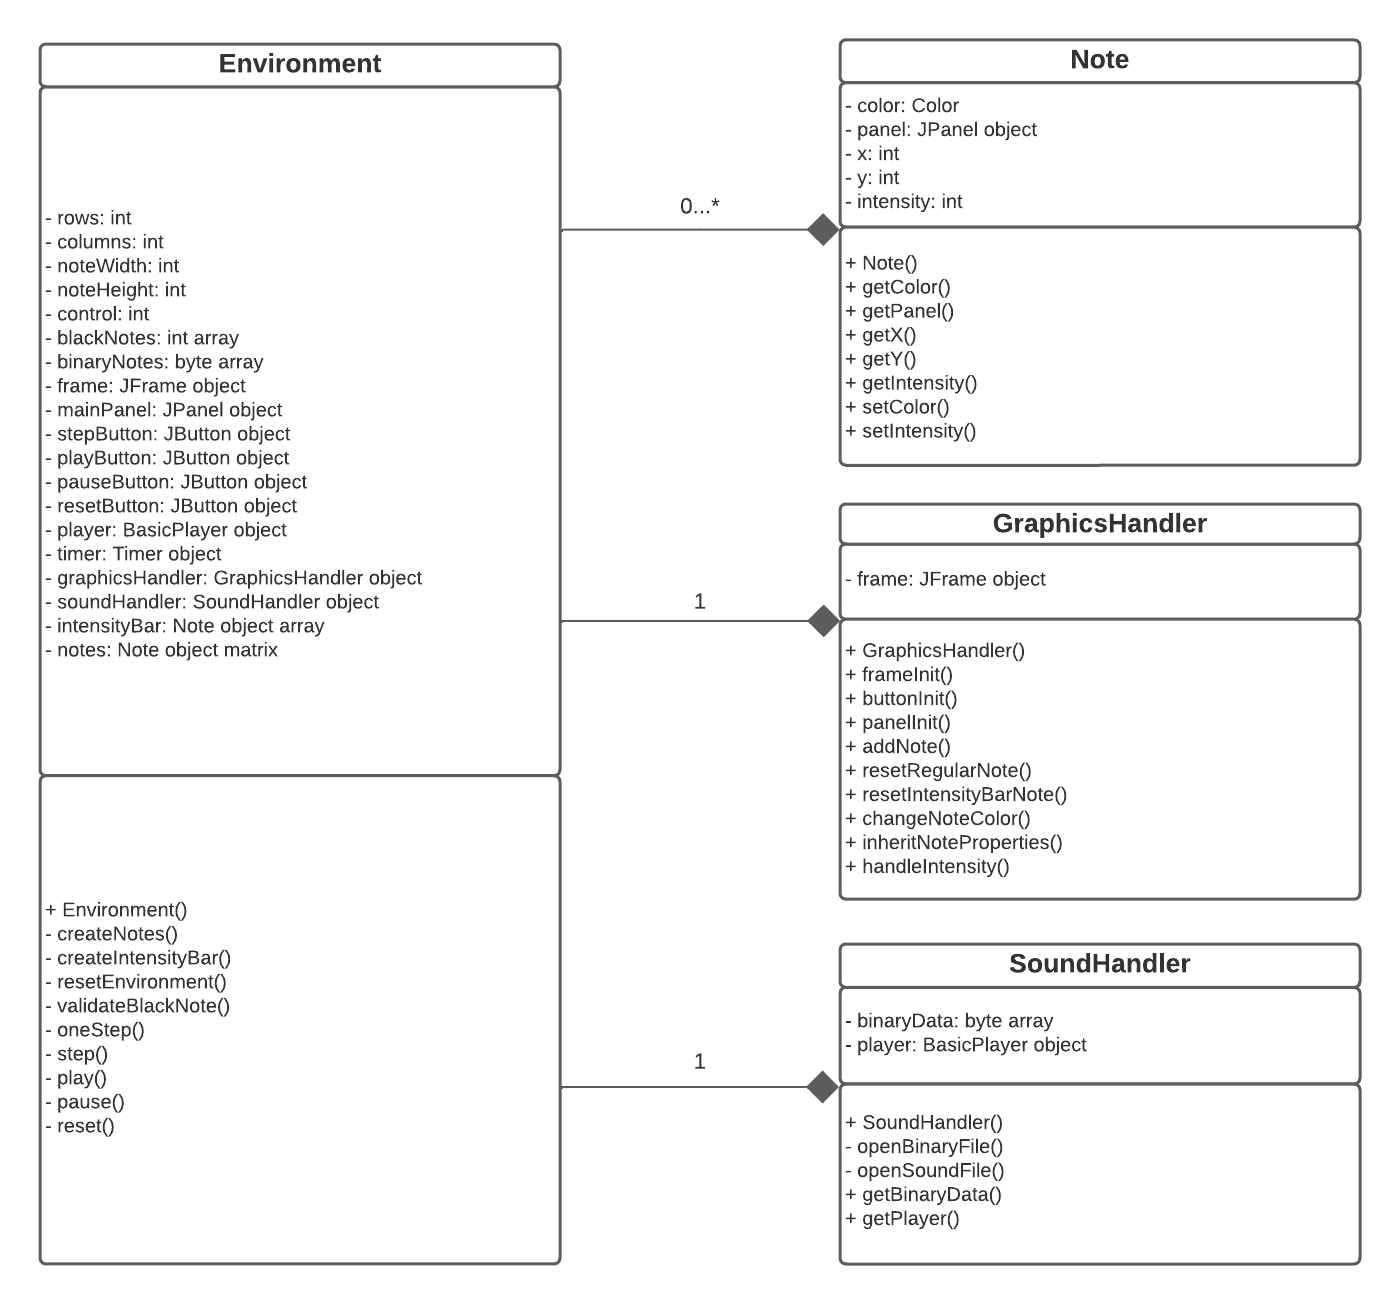 Environment
- rows: int
- columns: int
- noteWidth: int
- noteHeight: int
- control: int
- blackNotes: int array
- binaryNotes: byte array
- frame: JFrame object
- mainPanel: JPanel object
- stepButton: JButton object
- playButton: JButton object
- pauseButton: JButton object
- resetButton: JButton object
- player: BasicPlayer object
- timer: Timer object
- graphicsHandler: GraphicsHandler object
- soundHandler: SoundHandler object
- intensityBar: Note object array
- notes: Note object matrix
+ Environment()
- createNotes()
- createIntensityBar()
- resetEnvironment()
- validateBlackNote()
- oneStep()
- step()
- play()
- pause()
- reset()
0...*
1
1
Note
- color: Color
- panel: JPanel object
- x: int
- y: int
- intensity: int
+ Note()
+ getColor()
+ getPanel()
+ getX()
+ getY()
+ getIntensity()
+ setColor()
+ setIntensity()
GraphicsHandler
- frame: JFrame object
+ GraphicsHandler()
+ frameInit()
+ buttonInit()
+ panelInit()
+ addNote()
+ resetRegularNote()
+ resetIntensityBarNote()
+ changeNoteColor()
+ inheritNoteProperties()
+ handleIntensity()
SoundHandler
- binaryData: byte array
- player: BasicPlayer object
+ SoundHandler()
- openBinaryFile()
- openSoundFile()
+ getBinaryData()
+ getPlayer()